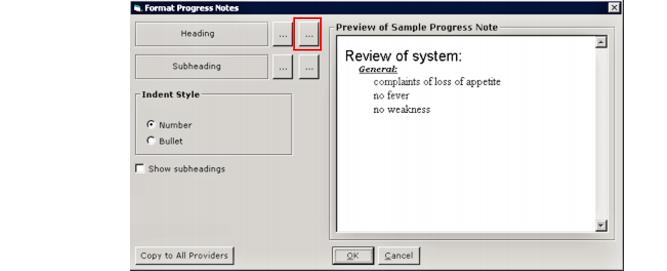 Format Progress Notes
Heading ... ...
Subheading ... ...
Indent Style
Number
Bullet
Show subheadings
Copy to All Providers
Preview of Sample Progress Note
Review of system:
General:
complaints of loss of appetite
no fever
no weakness
OK Cancel